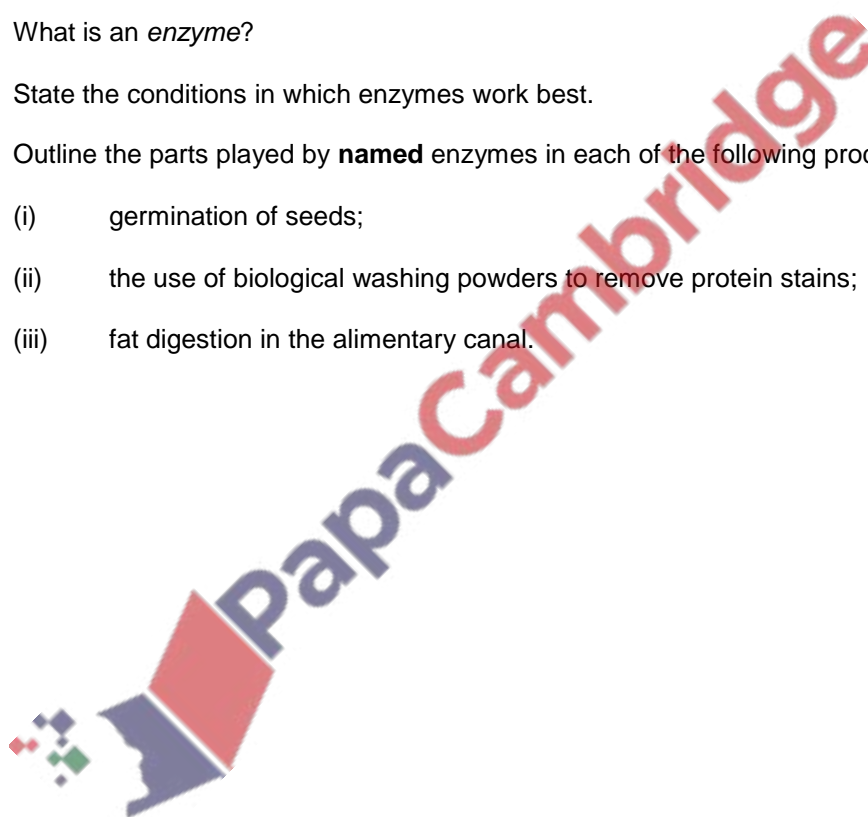 What is an enzyme?
State the conditions in which enzymes work best.
Outline the parts played by named enzymes in each of the following
(i) germination of seeds;
(ii) the use of biological washing powders to remove protein stains;
(iii) fat digestion in the alimentary canal.
PapaCambridge